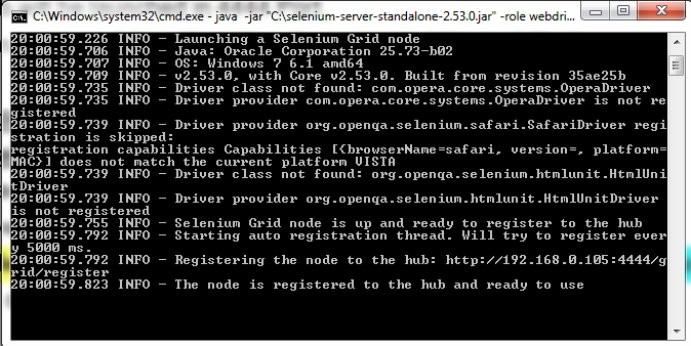 C:\Windows\system32\cmd.exe - java -jar "C:\selenium-server-standalone-2.53.0.jar" -role webdri...
20:00:59.226 INFO - Launching a Selenium Grid node
20:00:59.706 INFO - Java: Oracle Corporation 25.73-b02
20:00:59.707 INFO - OS: Windows 7 6.1 amd64
20:00:59.709 INFO - v2.53.0, with Core v2.53.0. Built from revision 35ae25b
20:00:59.735 INFO - Driver class not found: com.opera.core.systems.OperaDriver
20:00:59.735 INFO - Driver provider com.opera.core.systems.OperaDriver is not re
gistered
20:00:59.739 INFO - Driver provider org.openqa.selenium.safari.SafariDriver regi
stration is skipped:
registration capabilities Capabilities [{browserName=safari, version=, platform=
MAC}] does not match the current platform VISTA
20:00:59.739 INFO - Driver class not found: org.openqa.selenium.htmlunit.HtmlUni
tDriver
20:00:59.739 INFO - Driver provider org.openqa.selenium.htmlunit.HtmlUnitDriver
is not registered
20:00:59.755 INFO - Selenium Grid node is up and ready to register to the hub
20:00:59.792 INFO - Starting auto registration thread. Will try to register ever
y 5000 ms.
20:00:59.792 INFO - Registering the node to the hub: http://192.168.0.105:4444/g
rid/register
20:00:59.823 INFO - The node is registered to the hub and ready to use